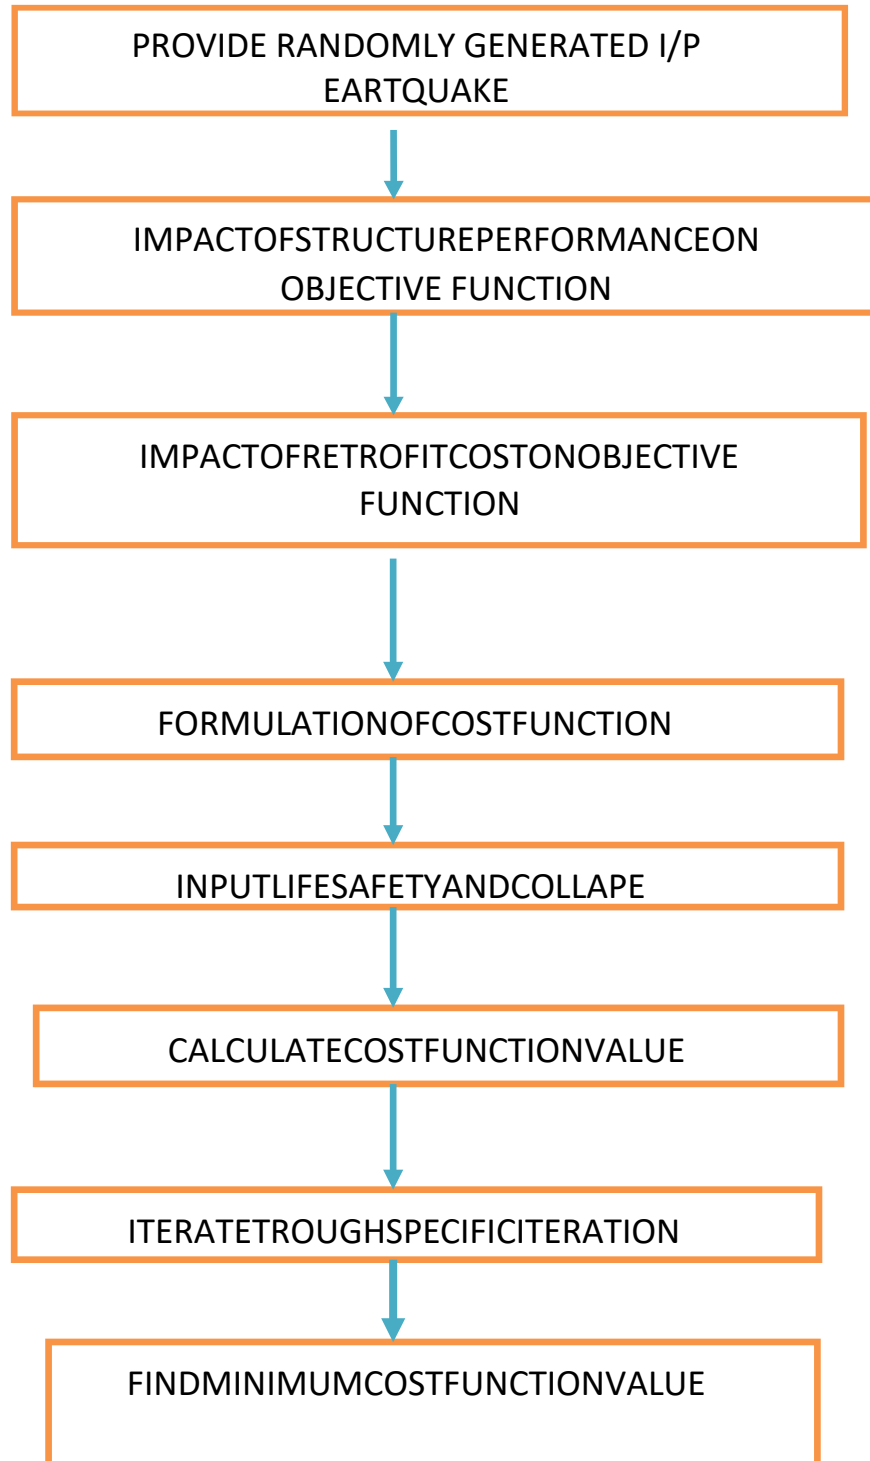 PROVIDE RANDOMLY GENERATED I/P
EARTQUAKE
IMPACTOFSTRUCTUREPERFORMANCEON
OBJECTIVE FUNCTION
IMPACTOFRETROFITCOSTONOBJECTIVE
FUNCTION
FORMULATIONOFCOSTFUNCTION
INPUTLIFESAFETYANDCOLLAPE
CALCULATECOSTFUNCTIONVALUE
ITERATETROUGHSPECIFICITERATION
FINDMINIMUMCOSTFUNCTIONVALUE